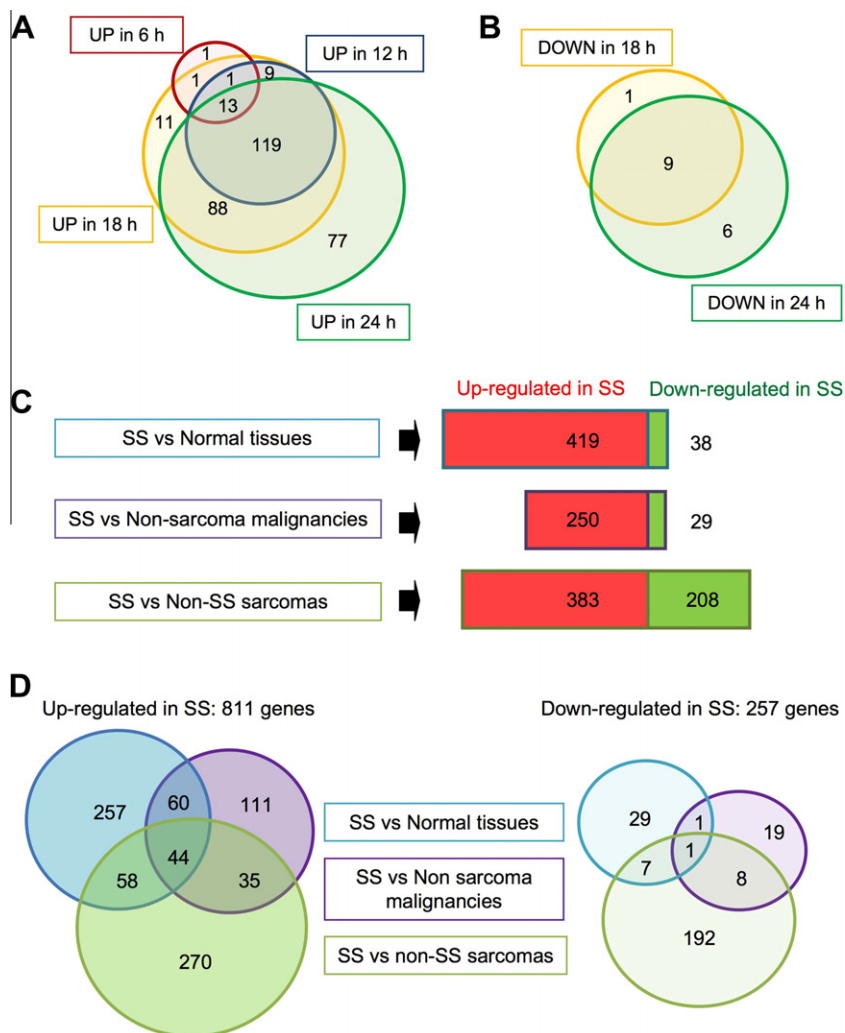 A
UP in 6 h
UP in 12 h
1
1
1
9
13
11
119
88
77
UP in 18 h
UP in 24 h
B
DOWN in 18 h
1
9
6
DOWN in 24 h
C
Up-regulated in SS
Down-regulated in SS
SS vs Normal tissues
419
38
SS vs Non-sarcoma malignancies
250
29
SS vs Non-SS sarcomas
383
208
D
Up-regulated in SS: 811 genes
257
60
111
44
58
35
270
SS vs Normal tissues
SS vs Non sarcoma
malignancies
SS vs non-SS sarcomas
Down-regulated in SS: 257 genes
29
1
19
1
7
8
192